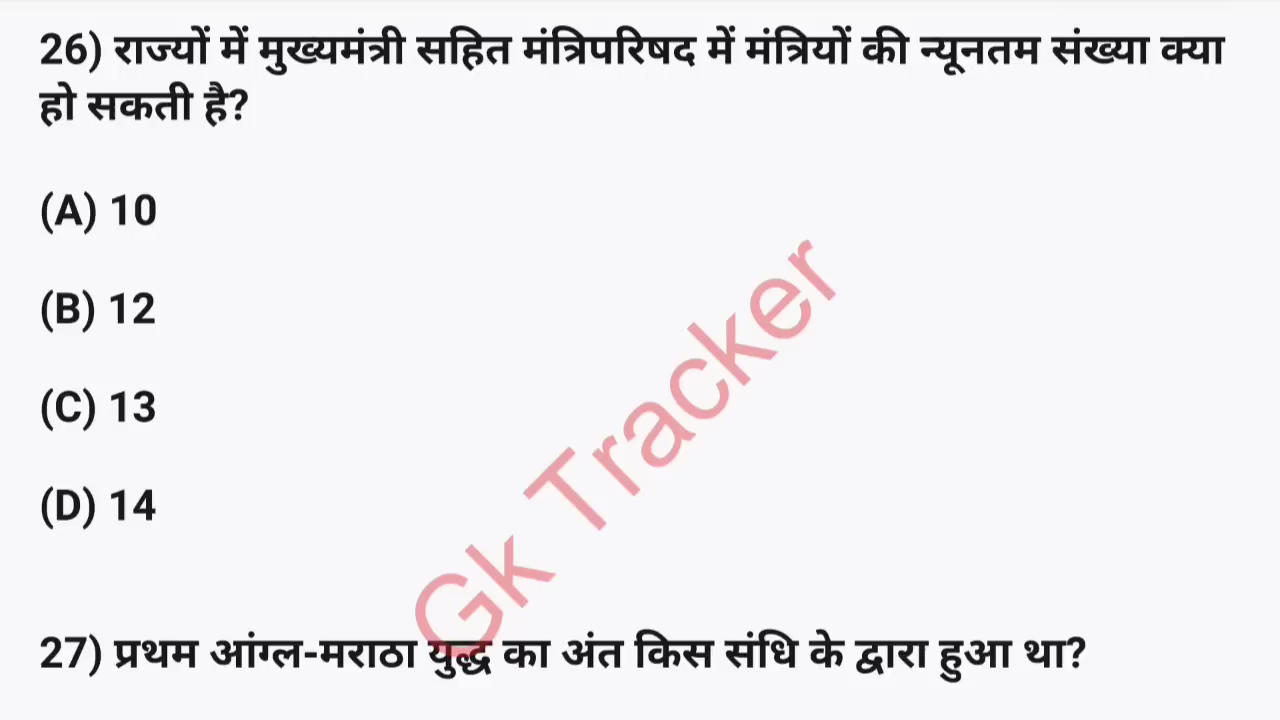 26) राज्यों में मुख्यमंत्री सहित मंत्रिपरिषद में मंत्रियों की न्यूनतम संख्या क्या
हो सकती है?
(A) 10
(B) 12
(C) 13
(D) 14
Gk Tracker
27) प्रथम आंग्ल-मराठा युद्ध का अंत किस संधि के द्वारा हुआ था?